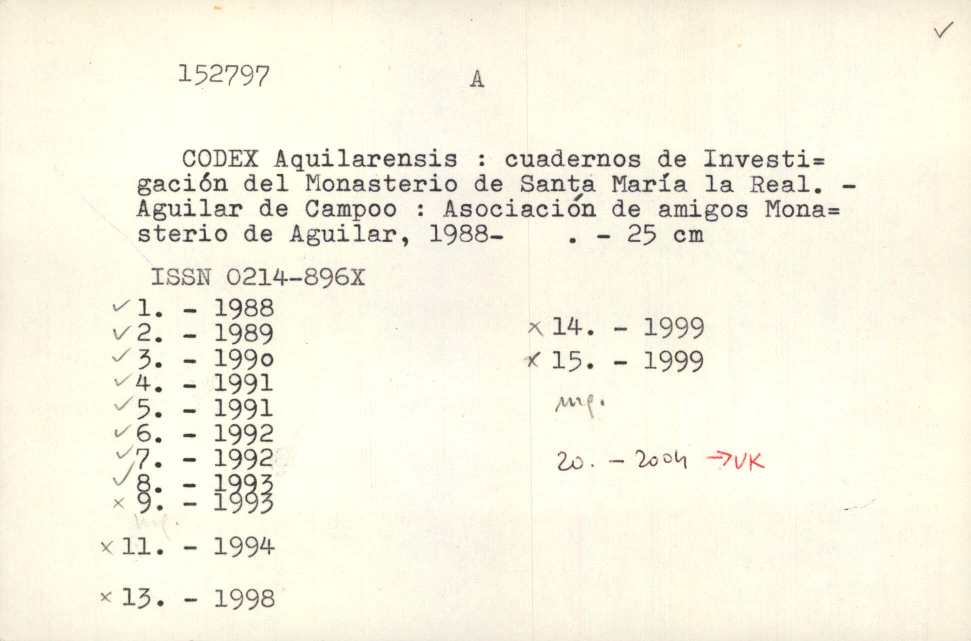 ✓
152797 A
CODEX Aquilarensis : cuadernos de Investi=
gación del Monasterio de Santa María la Real. -
Aguilar de Campoo : Asociación de amigos Mona=
sterio de Aguilar, 1988- . - 25 cm
ISSN 0214-896X
✓ 1. - 1988
✓ 2. - 1989
✓ 3. - 199o
✓ 4. - 1991
✓ 5. - 1991
✓ 6. - 1992
✓ 7. - 1992
✓ 8. - 1993
× 9. - 1993
× 11. - 1994
× 13. - 1998
× 14. - 1999
× 15. - 1999
20. - 2004 → VK